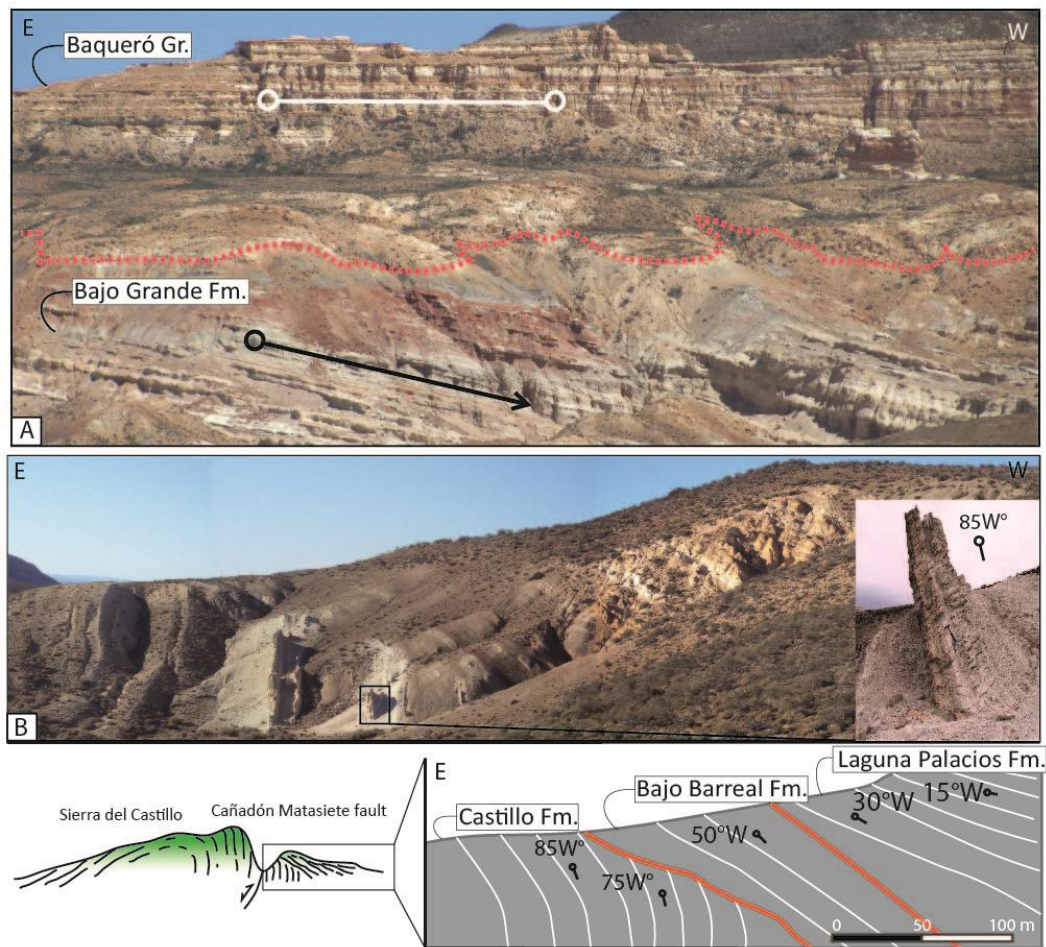 E
W
Baqueró Gr.
Bajo Grande Fm.
A
E
W
85W°
B
Laguna Palacios Fm.
E
Bajo Barreal Fm.
Sierra del Castillo
Cañadón Matasiete fault
Castillo Fm.
30°W
15°W
50°W
85W°
75W°
0
50
100 m